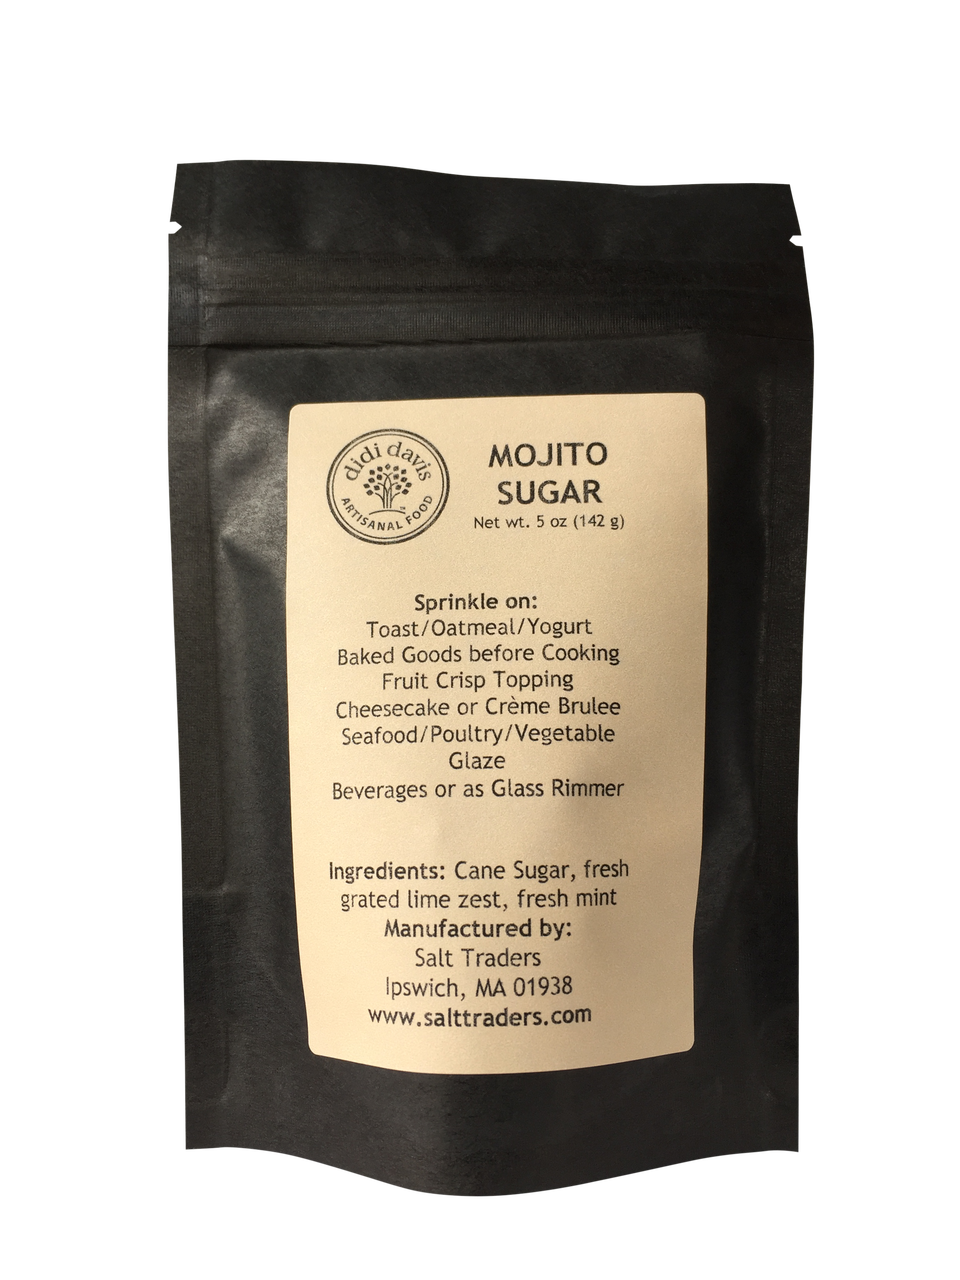 didi davis
ARTISANAL FOOD
MOJITO
SUGAR
Net wt. 5 oz (142 g)
Sprinkle on:
Toast/Oatmeal/Yogurt
Baked Goods before Cooking
Fruit Crisp Topping
Cheesecake or Crème Brulee
Seafood/Poultry/Vegetable
Glaze
Beverages or as Glass Rimmer
Ingredients: Cane Sugar, fresh
grated lime zest, fresh mint
Manufactured by:
Salt Traders
Ipswich, MA 01938
www.salttraders.com